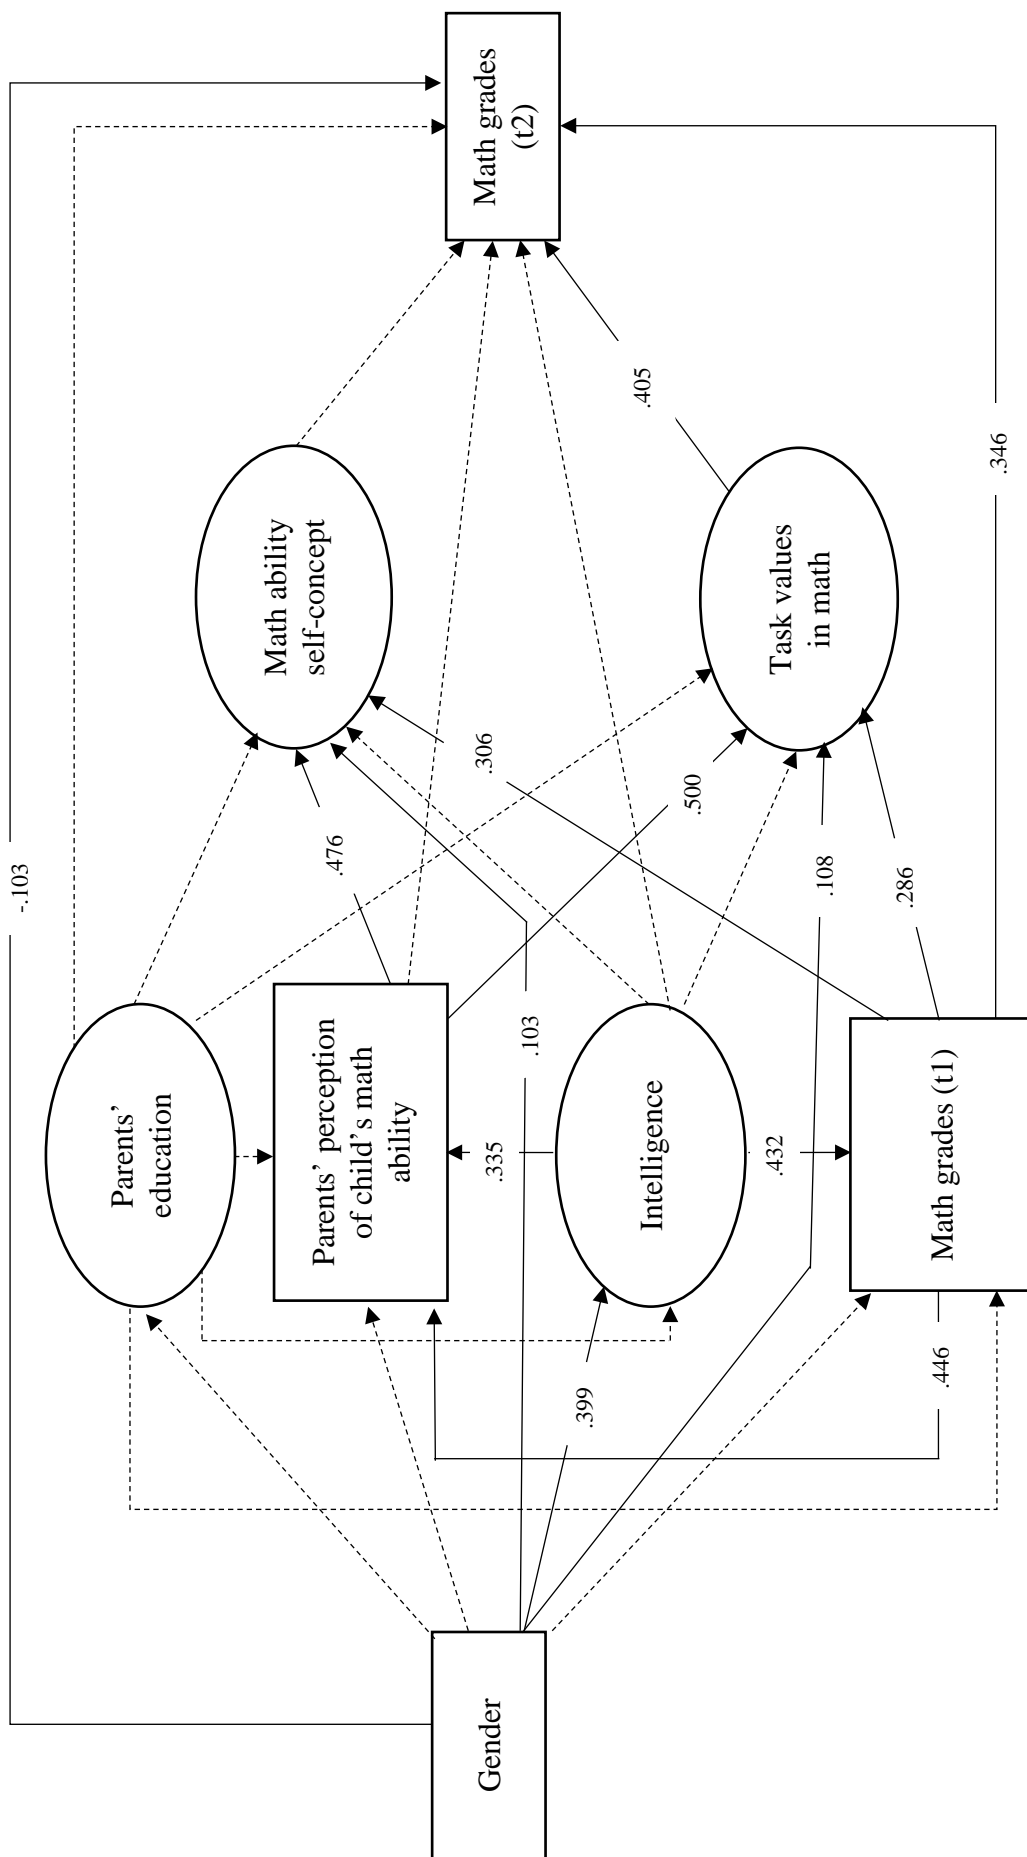 Gender
Parents’
education
Parents’ perception
of child’s math
ability
Intelligence
Math grades (t1)
Math ability
self-concept
Task values
in math
Math grades
(t2)
-.103
.476
.306
.500
.405
.103
.335
.432
.108
.286
.346
.399
.446